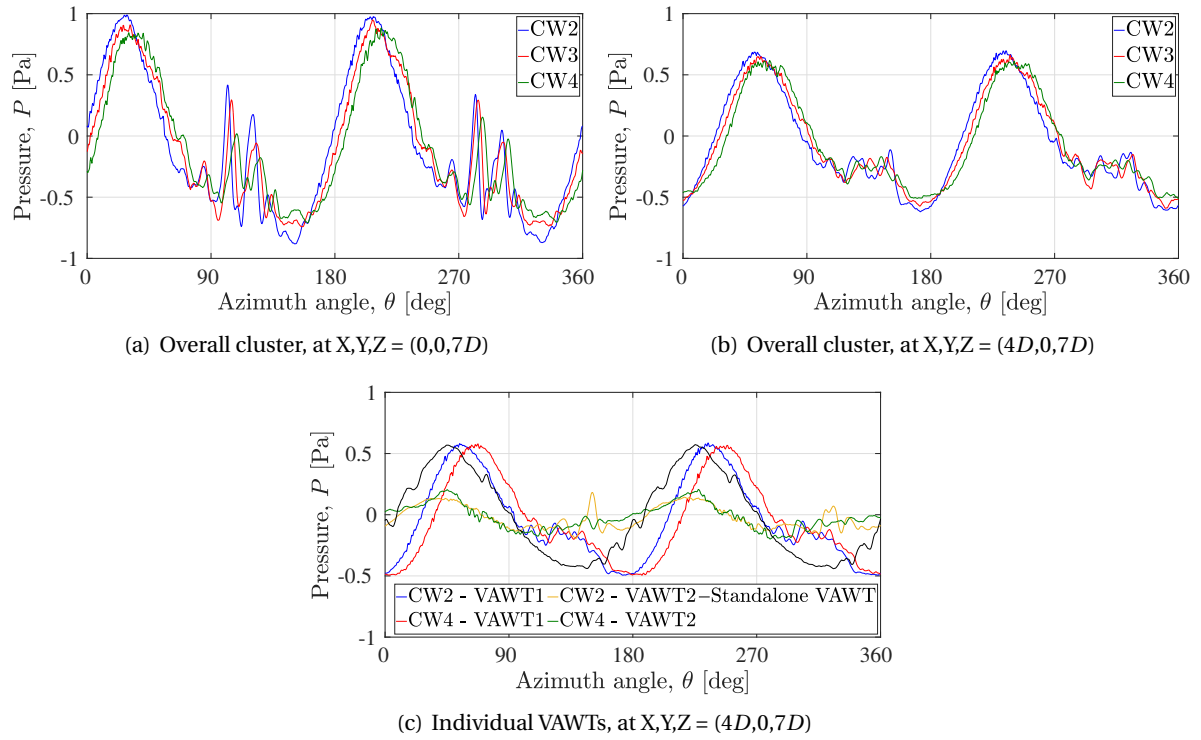 1
0.5
0
-0.5
-1
Pressure, P [Pa]
0 90 180 270 360
Azimuth angle, θ [deg]
CW2
CW3
CW4
(a) Overall cluster, at X,Y,Z = (0,0,7D)
1
0.5
0
-0.5
-1
Pressure, P [Pa]
0 90 180 270 360
Azimuth angle, θ [deg]
CW2
CW3
CW4
(b) Overall cluster, at X,Y,Z = (4D,0,7D)
1
0.5
0
-0.5
-1
Pressure, P [Pa]
CW2 - VAWT1 CW2 - VAWT2 Standalone VAWT
CW4 - VAWT1 CW4 - VAWT2
0 90 180 270 360
Azimuth angle, θ [deg]
(c) Individual VAWTs, at X,Y,Z = (4D,0,7D)